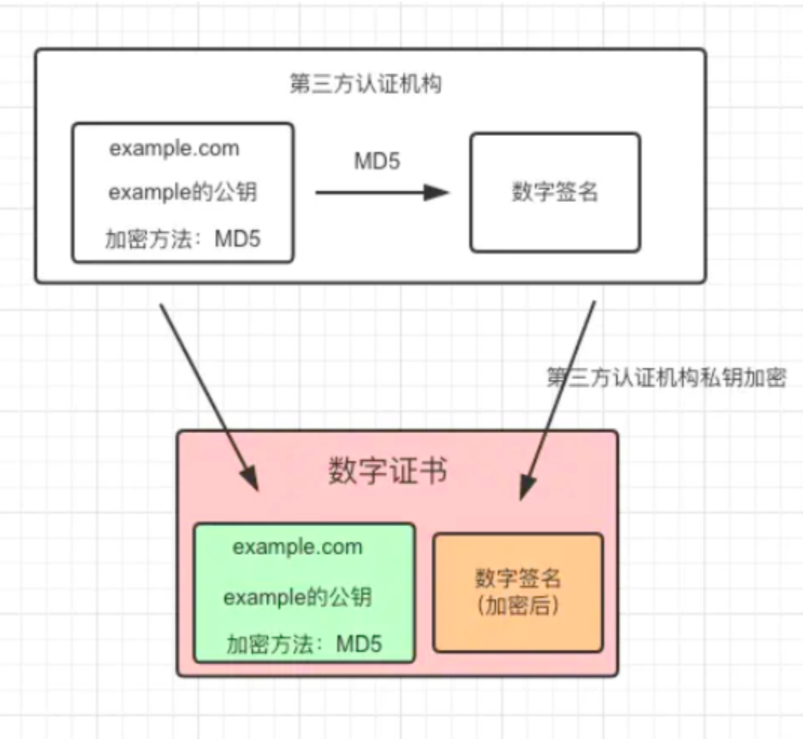 第三方认证机构
example.com
MD5
example的公钥
数字签名
加密方法：MD5
第三方认证机构私钥加密
数字证书
example.com
example的公钥
数字签名
（加密后）
加密方法：MD5